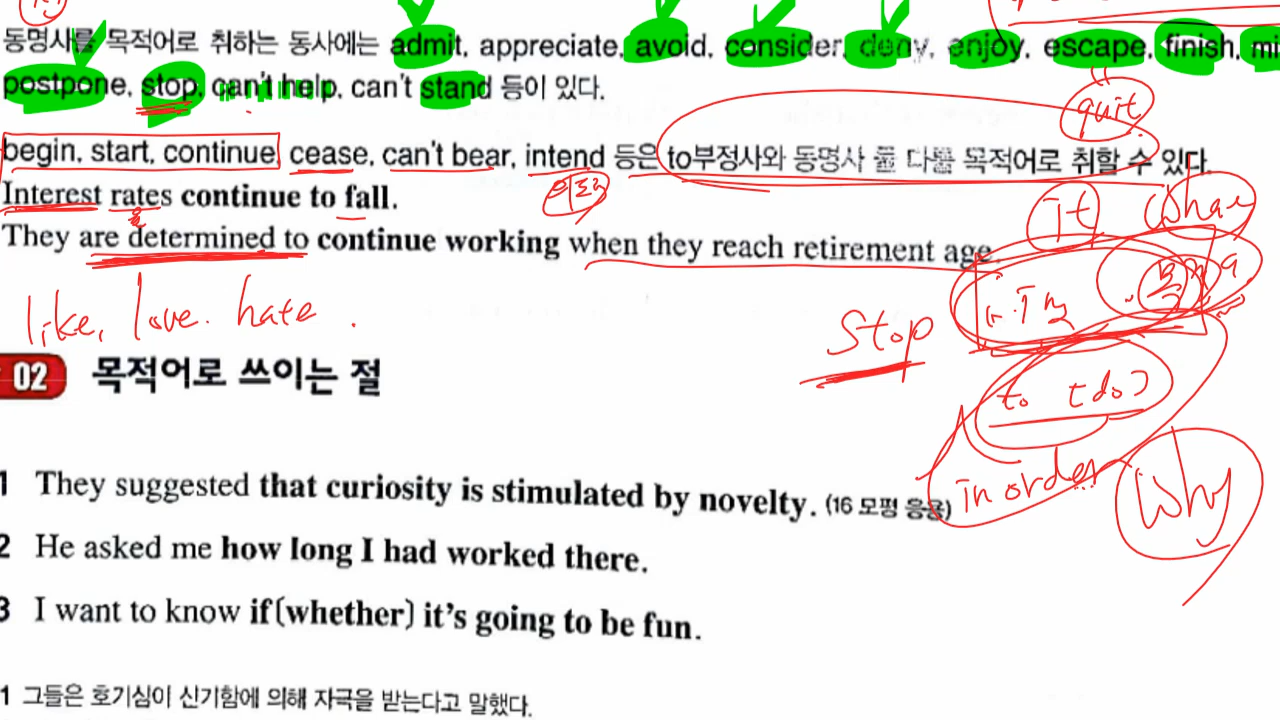 동명사를 목적어로 취하는 동사에는 admit, appreciate, avoid, consider, deny, enjoy, escape, finish, mi
postpone, stop, can't help, can't stand 등이 있다.
quit
begin, start, continue, cease, can't bear, intend 등은 to부정사와 동명사 둘 다를 목적어로 취할 수 있다.
Interest rates continue to fall.
it what
They are determined to continue working when they reach retirement age.
like, love. hate.
stop
02 목적어로 쓰이는 절
to (do)
in order
why
1 They suggested that curiosity is stimulated by novelty. (16 모평 응용)
2 He asked me how long I had worked there.
3 I want to know if(whether) it's going to be fun.
1 그들은 호기심이 신기함에 의해 자극을 받는다고 말했다.